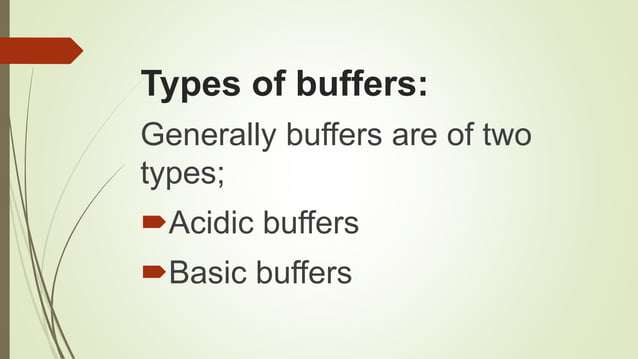 Types of buffers:
Generally buffers are of two
types;
Acidic buffers
Basic buffers